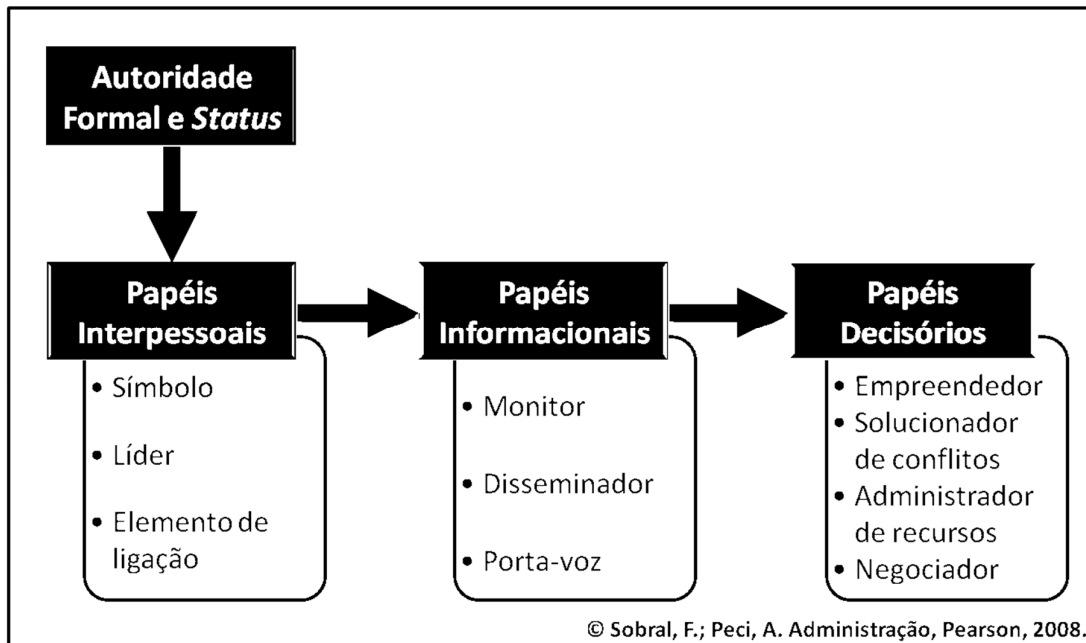 Autoridade
Formal e Status
Papéis
Interpessoais
• Símbolo
• Líder
• Elemento de
ligação
Papéis
Informacionais
• Monitor
• Disseminador
• Porta-voz
Papéis
Decisórios
• Empreendedor
• Solucionador
de conflitos
• Administrador
de recursos
• Negociador
© Sobral, F.; Peci, A. Administração, Pearson, 2008.